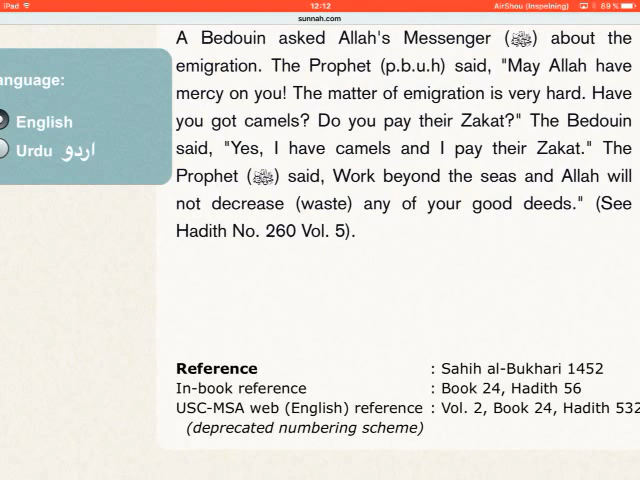 iPad 12:12 AirShou (Inspelning) 89 %
sunnah.com
A Bedouin asked Allah's Messenger (ﷺ) about the
emigration. The Prophet (p.b.u.h) said, "May Allah have
mercy on you! The matter of emigration is very hard. Have
anguage:
you got camels? Do you pay their Zakat?" The Bedouin
English
said, "Yes, I have camels and I pay their Zakat." The
Urdu اردو
Prophet (ﷺ) said, Work beyond the seas and Allah will
not decrease (waste) any of your good deeds." (See
Hadith No. 260 Vol. 5).
Reference : Sahih al-Bukhari 1452
In-book reference : Book 24, Hadith 56
USC-MSA web (English) reference : Vol. 2, Book 24, Hadith 532
(deprecated numbering scheme)